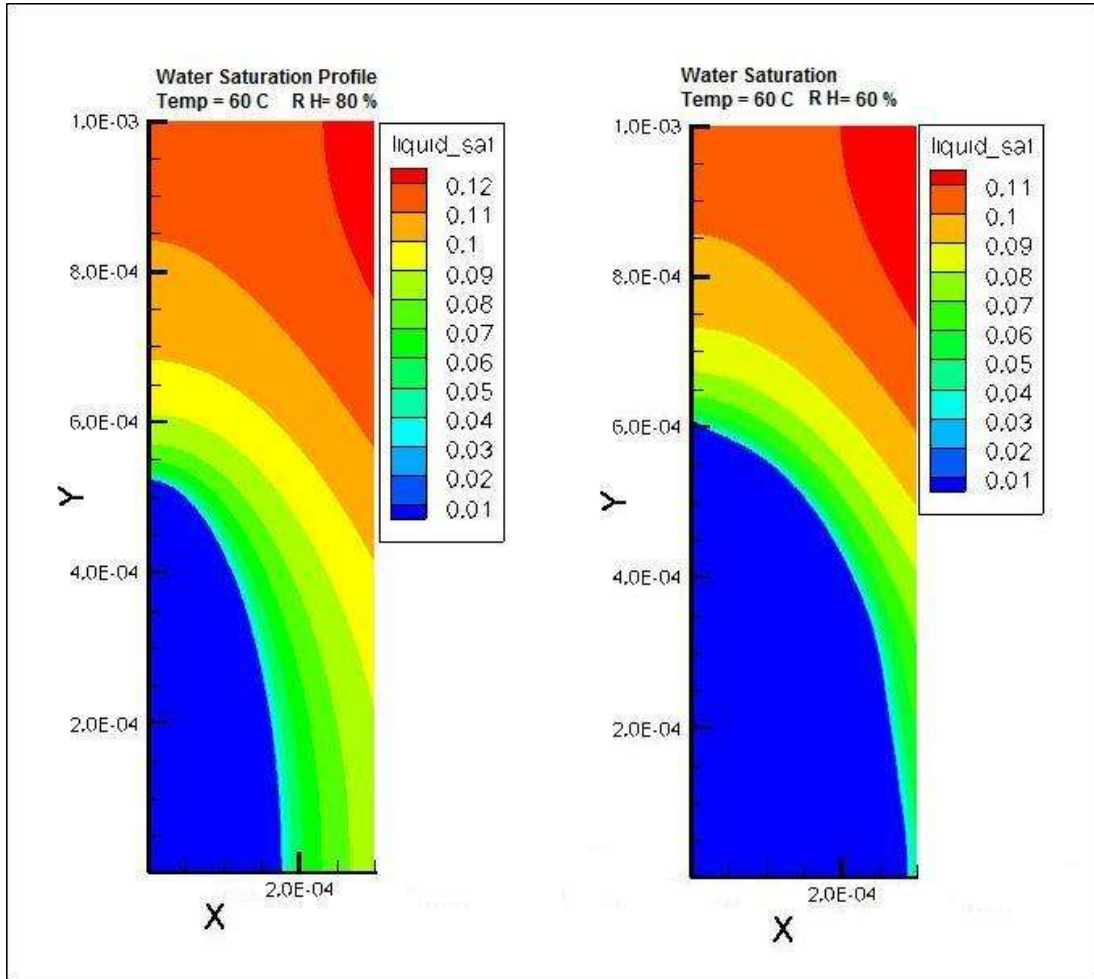 Water Saturation Profile
Temp = 60 C R H= 80 %
1.0E-03
8.0E-04
6.0E-04
4.0E-04
2.0E-04
Y
2.0E-04
X
liquid_sat
0.12
0.11
0.1
0.09
0.08
0.07
0.06
0.05
0.04
0.03
0.02
0.01
Water Saturation
Temp = 60 C R H= 60 %
1.0E-03
8.0E-04
6.0E-04
4.0E-04
2.0E-04
Y
2.0E-04
X
liquid_sat
0.11
0.1
0.09
0.08
0.07
0.06
0.05
0.04
0.03
0.02
0.01